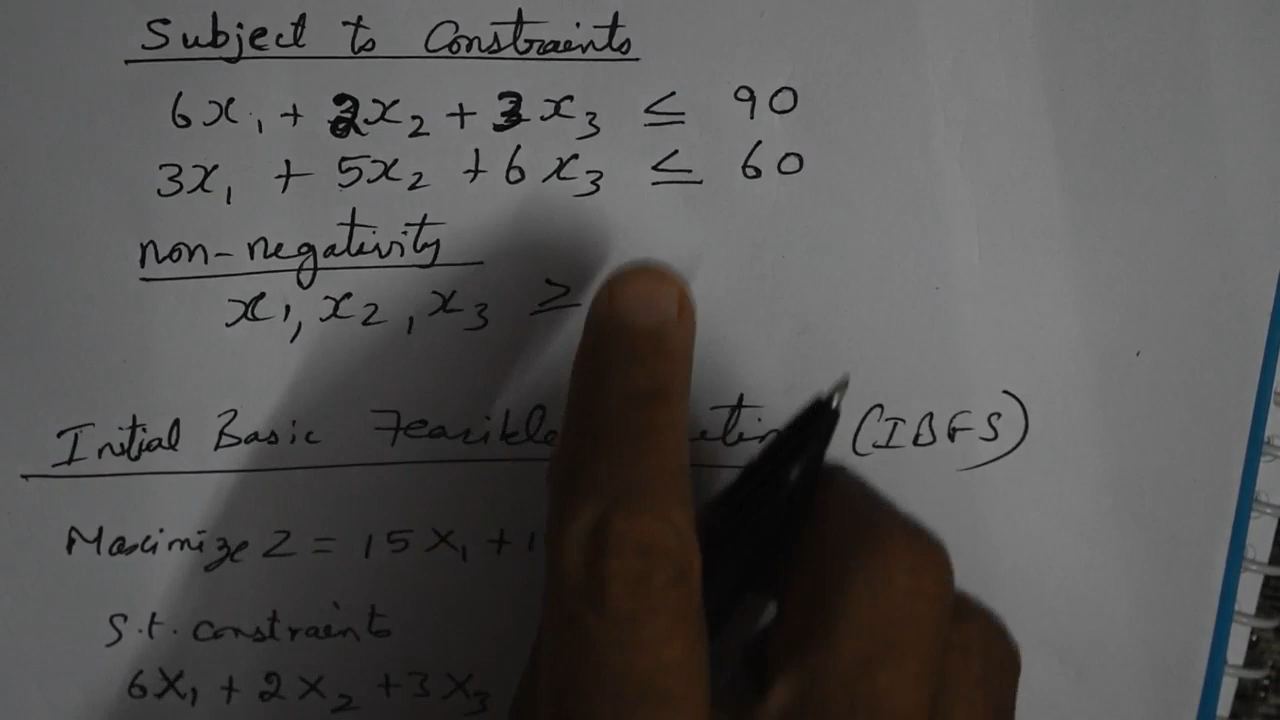 Subject to Constraints
6x₁ + 2x₂ + 3x₃ ≤ 90
3x₁ + 5x₂ + 6x₃ ≤ 60
non-negativity
x₁, x₂, x₃ ≥
Initial Basic Feasible (IBFS)
Maximize Z = 15X₁ + 1
S.t. constraints
6X₁ + 2X₂ + 3X₃